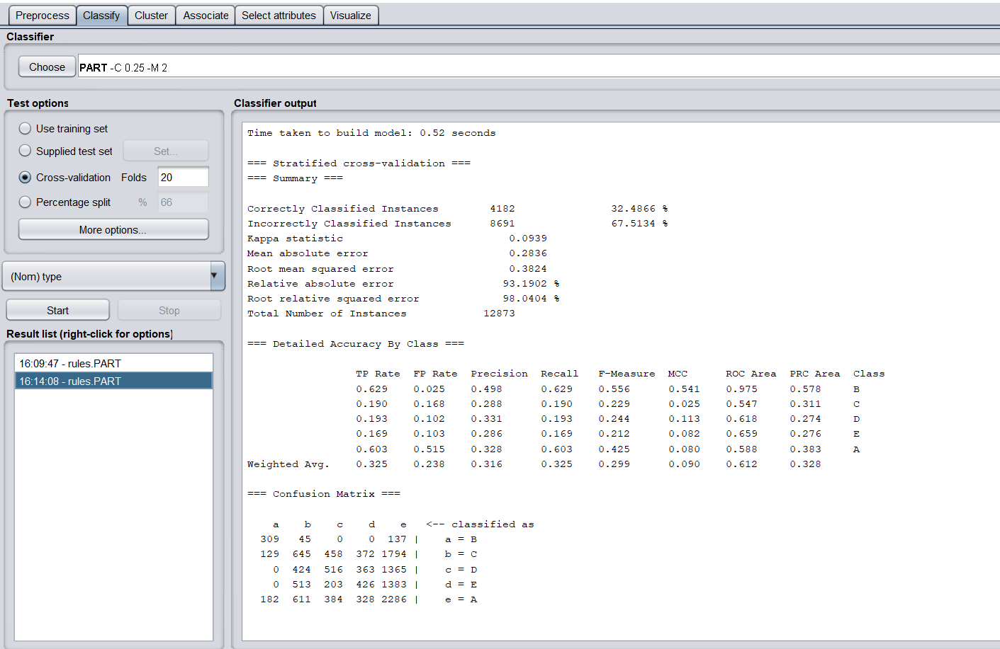 Preprocess Classify Cluster Associate Select attributes Visualize
Classifier
Choose PART -C 0.25 -M 2
Test options
Use training set
Supplied test set Set...
Cross-validation Folds 20
Percentage split % 66
More options...
(Nom) type
Start Stop
Result list (right-click for options)
16:09:47 - rules.PART
16:14:08 - rules.PART
Classifier output
Time taken to build model: 0.52 seconds
=== Stratified cross-validation ===
=== Summary ===
Correctly Classified Instances 4182 32.4866 %
Incorrectly Classified Instances 8691 67.5134 %
Kappa statistic 0.0939
Mean absolute error 0.2836
Root mean squared error 0.3824
Relative absolute error 93.1902 %
Root relative squared error 98.0404 %
Total Number of Instances 12873
=== Detailed Accuracy By Class ===
TP Rate FP Rate Precision Recall F-Measure MCC ROC Area PRC Area Class
0.629 0.025 0.498 0.629 0.556 0.541 0.975 0.578 B
0.190 0.168 0.288 0.190 0.229 0.025 0.547 0.311 C
0.193 0.102 0.331 0.193 0.244 0.113 0.618 0.274 D
0.169 0.103 0.286 0.169 0.212 0.082 0.659 0.276 E
0.603 0.515 0.328 0.603 0.425 0.080 0.588 0.383 A
Weighted Avg. 0.325 0.238 0.316 0.325 0.299 0.090 0.612 0.328
=== Confusion Matrix ===
a b c d e <-- classified as
309 45 0 0 137 | a = B
129 645 458 372 1794 | b = C
0 424 516 363 1365 | c = D
0 513 203 426 1383 | d = E
182 611 384 328 2286 | e = A